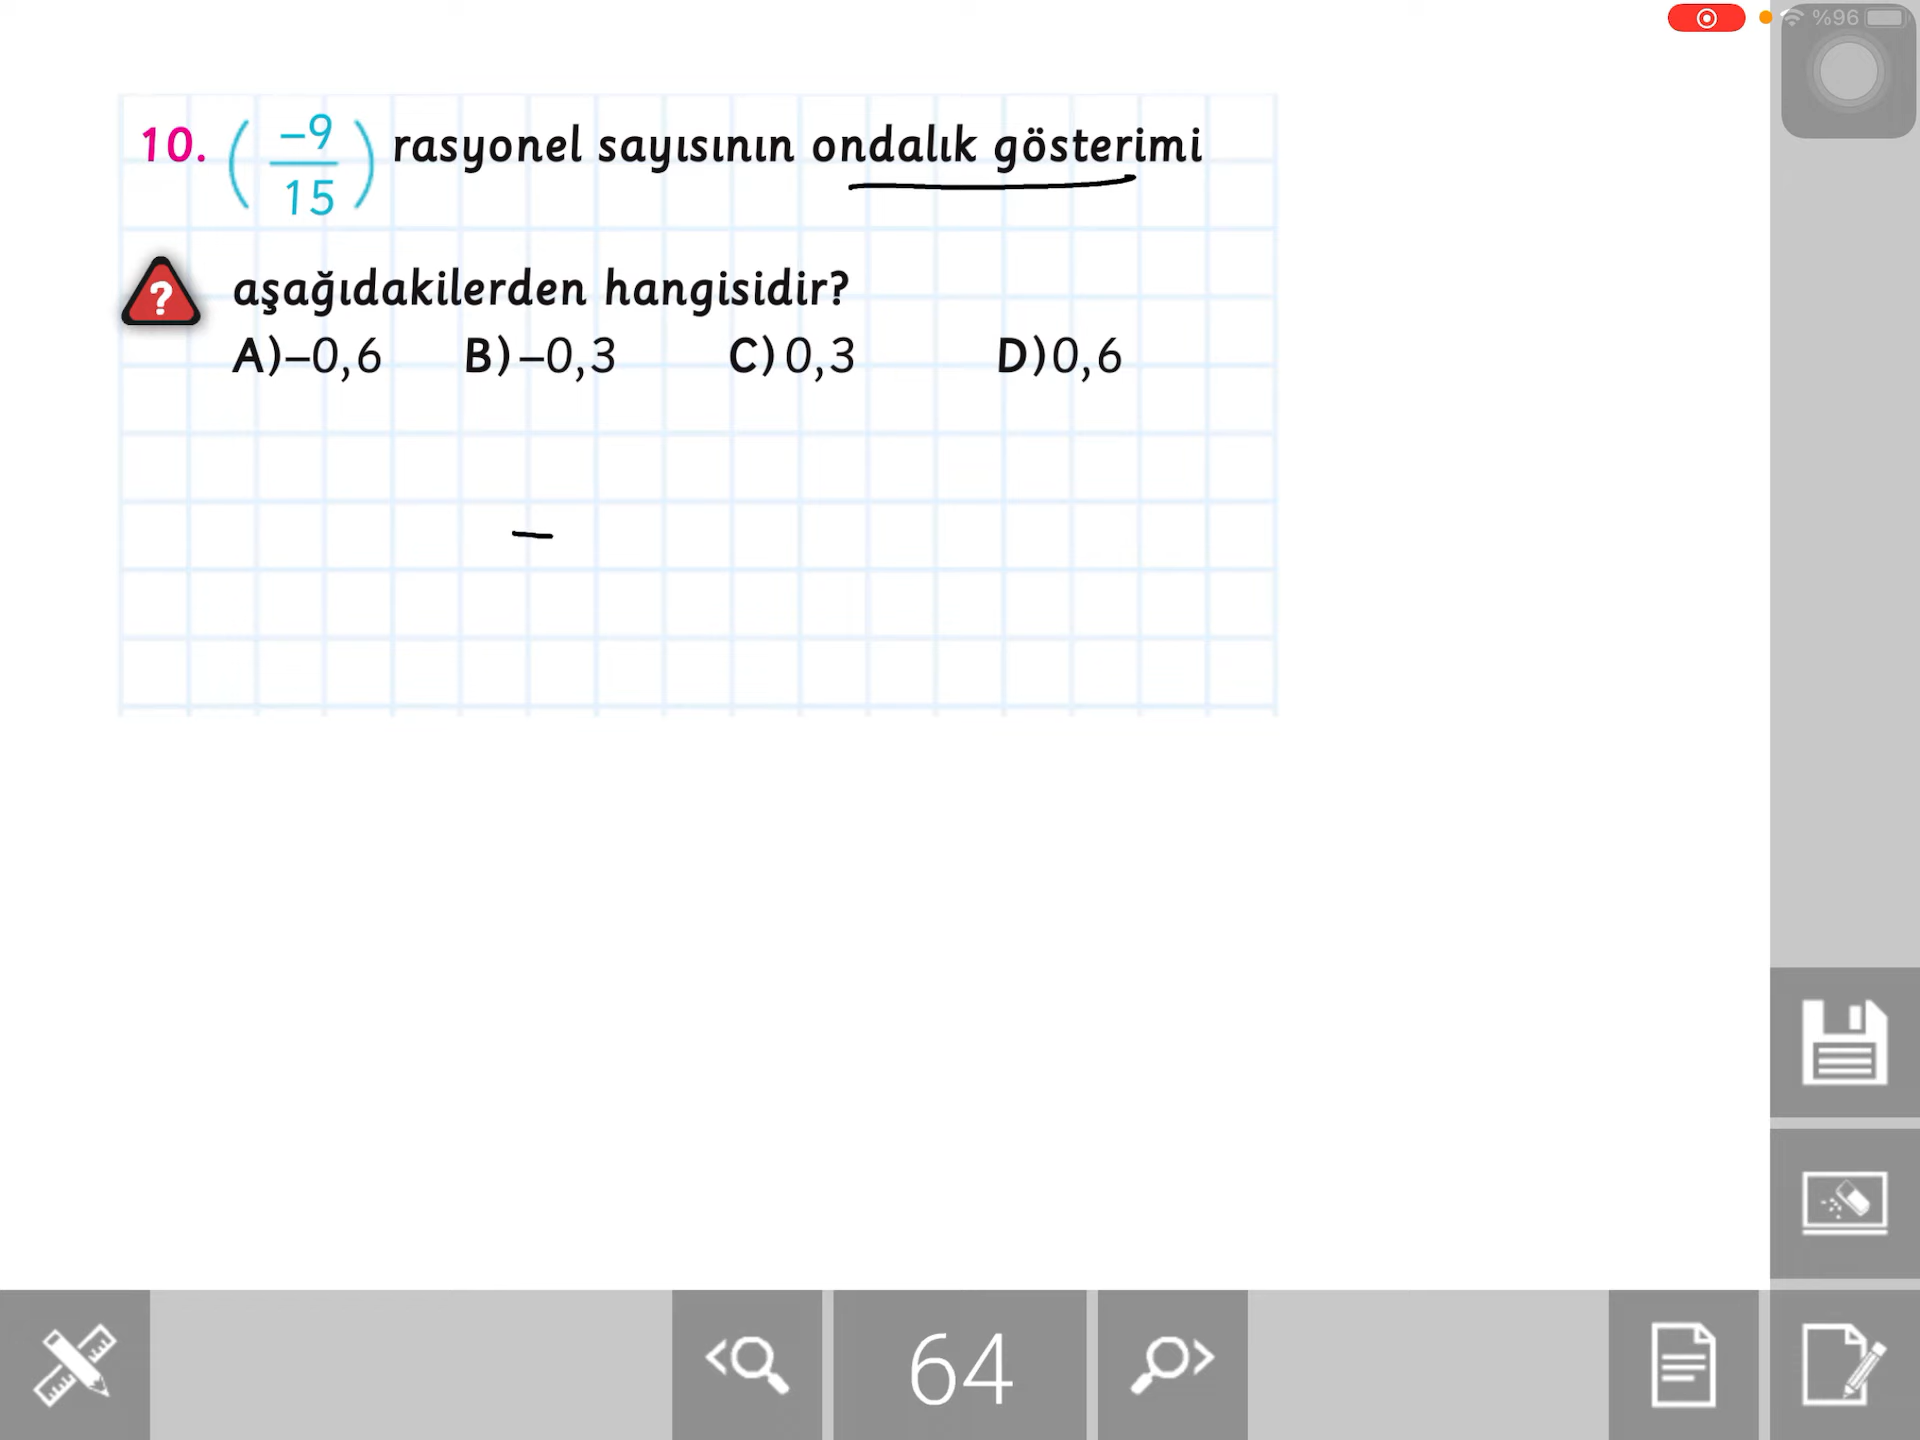 %96
10. (–9/15) rasyonel sayısının ondalık gösterimi
? aşağıdakilerden hangisidir?
A)–0,6 B)–0,3 C)0,3 D)0,6
–
64